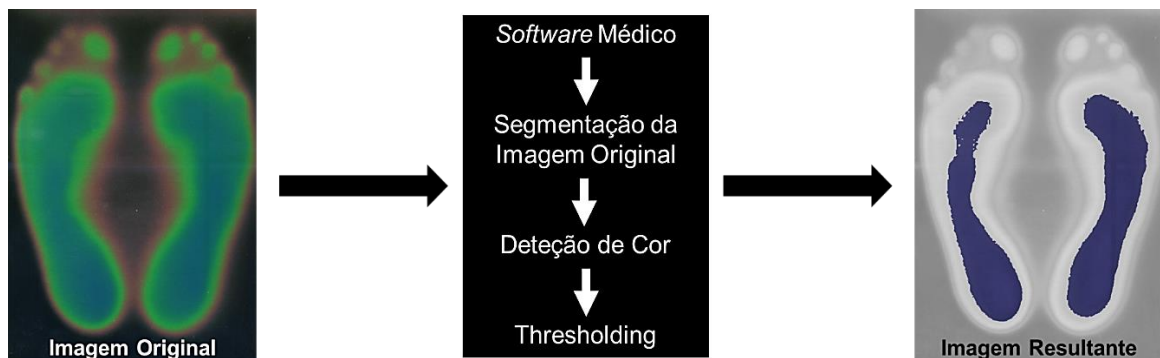 Imagem Original
Software Médico
Segmentação da
Imagem Original
Deteção de Cor
Thresholding
Imagem Resultante